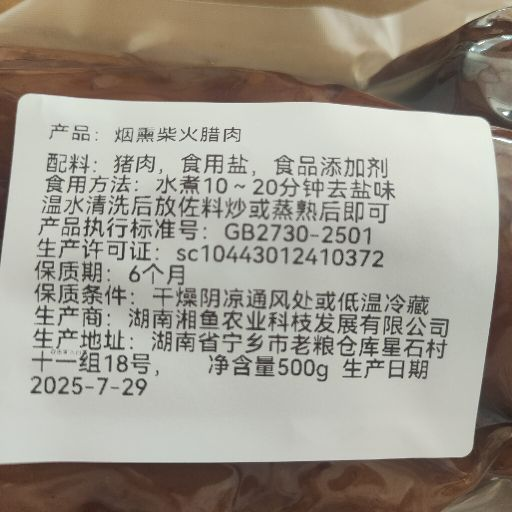 产品：烟熏柴火腊肉
配料：猪肉，食用盐，食品添加剂
食用方法：水煮10～20分钟去盐味
温水清洗后放佐料炒或蒸熟后即可
产品执行标准号：GB2730-2501
生产许可证：sc10443012410372
保质期：6个月
保质条件：干燥阴凉通风处或低温冷藏
生产商：湖南湘鱼农业科枝发展有限公司
生产地址：湖南省宁乡市老粮仓库星石村
十一组18号， 净含量500g 生产日期
2025-7-29